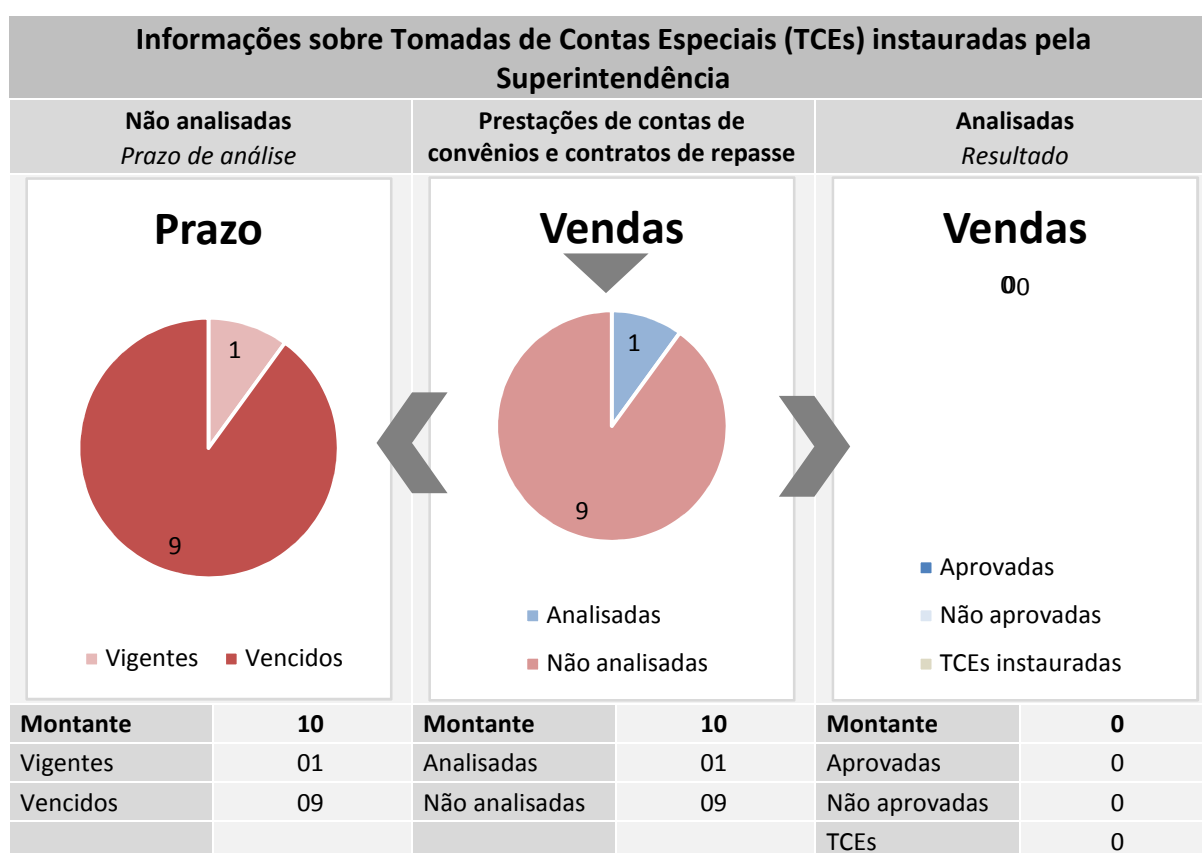 Informações sobre Tomadas de Contas Especiais (TCEs) instauradas pela
Superintendência
Não analisadas
Prazo de análise
Prestações de contas de
convênios e contratos de repasse
Analisadas
Resultado
Prazo
1
9
Vigentes Vencidos
Vendas
1
9
Analisadas
Não analisadas
Vendas
000
Aprovadas
Não aprovadas
TCEs instauradas
Montante 10 Montante 10 Montante 0
Vigentes 01 Analisadas 01 Aprovadas 0
Vencidos 09 Não analisadas 09 Não aprovadas 0
TCEs 0